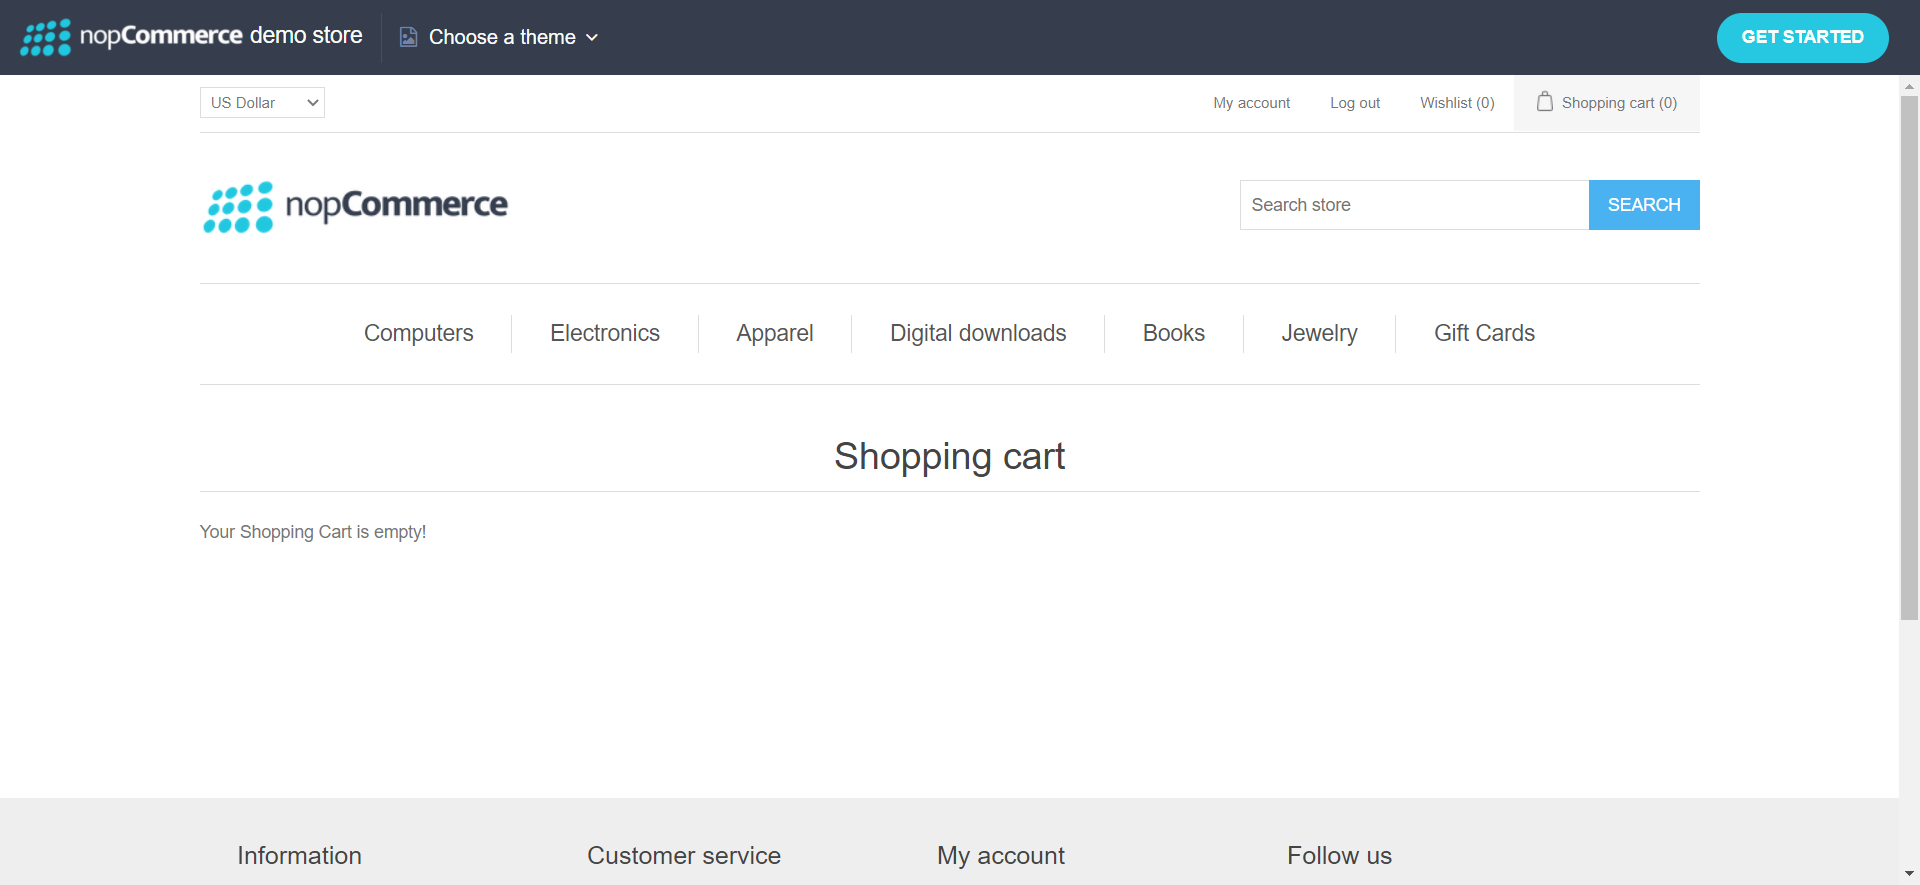 nopCommerce demo store
Choose a theme
GET STARTED
US Dollar
My account
Log out
Wishlist (0)
Shopping cart (0)
nopCommerce
Search store
SEARCH
Computers
Electronics
Apparel
Digital downloads
Books
Jewelry
Gift Cards
Shopping cart
Your Shopping Cart is empty!
Information
Customer service
My account
Follow us